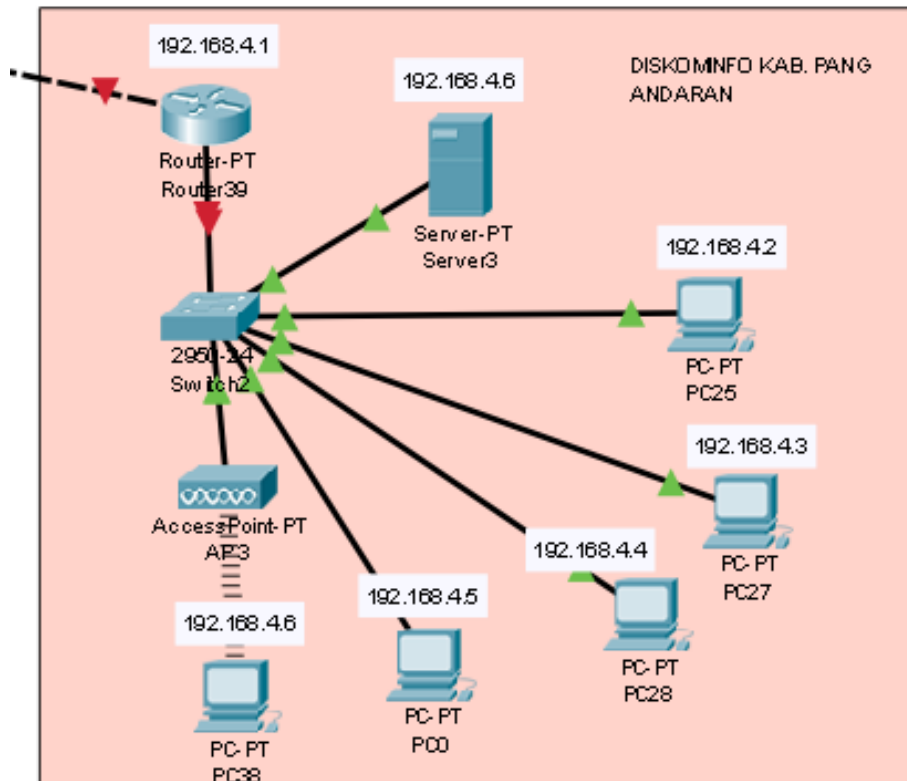 192.168.4.1
192.168.4.6
DISKOMINFO KAB. PANG
ANDARAN
Router-PT
Router39
Server-PT
Server3
192.168.4.2
2950-24
Switch2
PC-PT
PC25
192.168.4.3
AccessPoint-PT
AP3
192.168.4.4
PC-PT
PC27
192.168.4.5
192.168.4.6
PC-PT
PC28
PC-PT
PC0
PC-PT
PC38